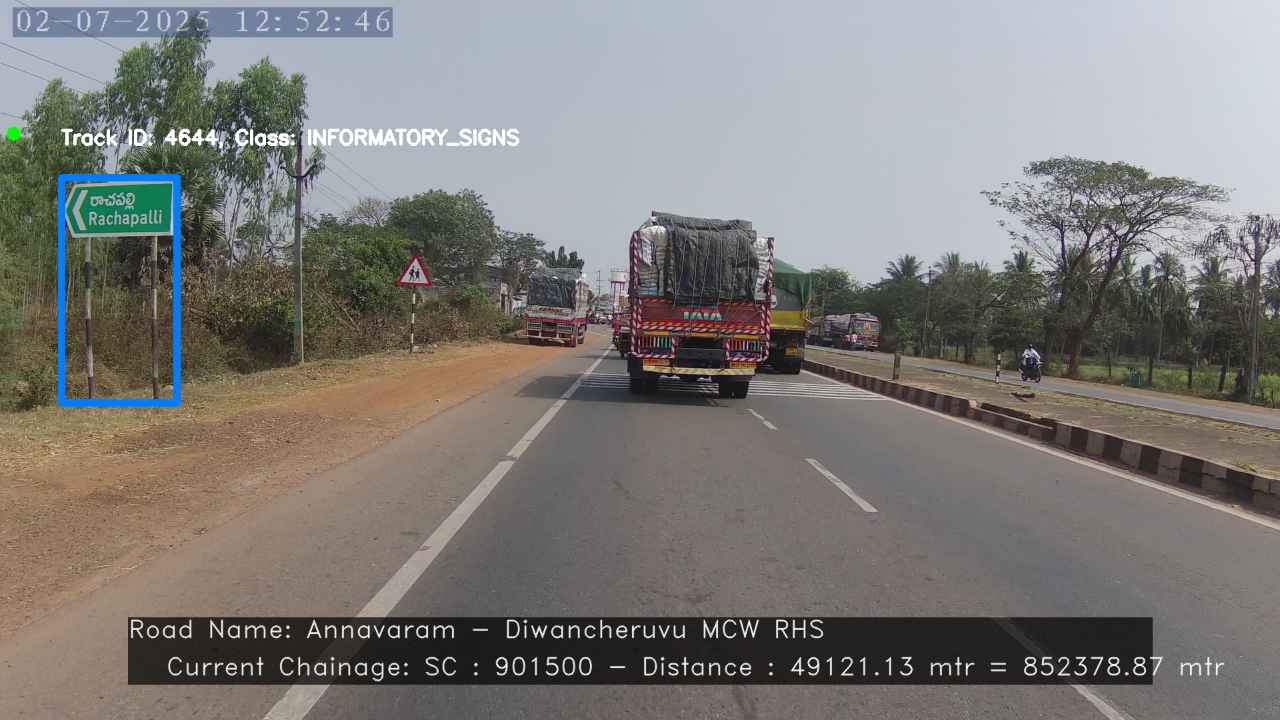 02-07-2025 12:52:46
Track ID: 4644, Class: INFORMATORY_SIGNS
రాచపల్లి
Rachapalli
JAVA
Road Name: Annavaram - Diwancheruvu MCW RHS
Current Chainage: SC : 901500 - Distance : 49121.13 mtr = 852378.87 mtr